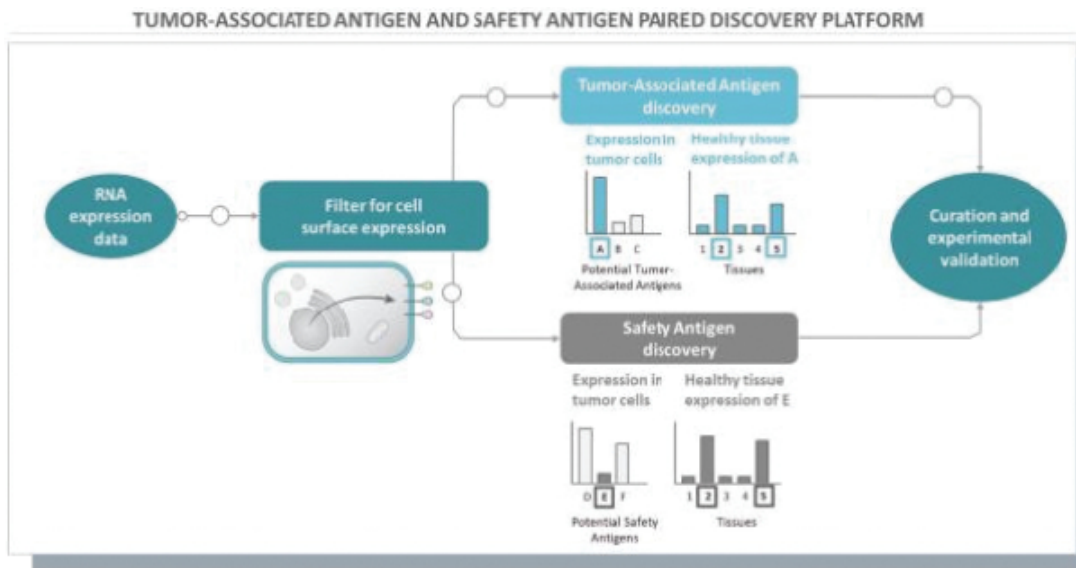 TUMOR-ASSOCIATED ANTIGEN AND SAFETY ANTIGEN PAIRED DISCOVERY PLATFORM
RNA
expression
data
Filter for cell
surface expression
Tumor-Associated Antigen
discovery
Expression in
tumor cells
A B C
Potential Tumor-
Associated Antigens
Healthy tissue
expression of A
1 2 3 4 5
Tissues
Safety Antigen
discovery
Expression in
tumor cells
D E F
Potential Safety
Antigens
Healthy tissue
expression of E
1 2 3 4 5
Tissues
Curation and
experimental
validation